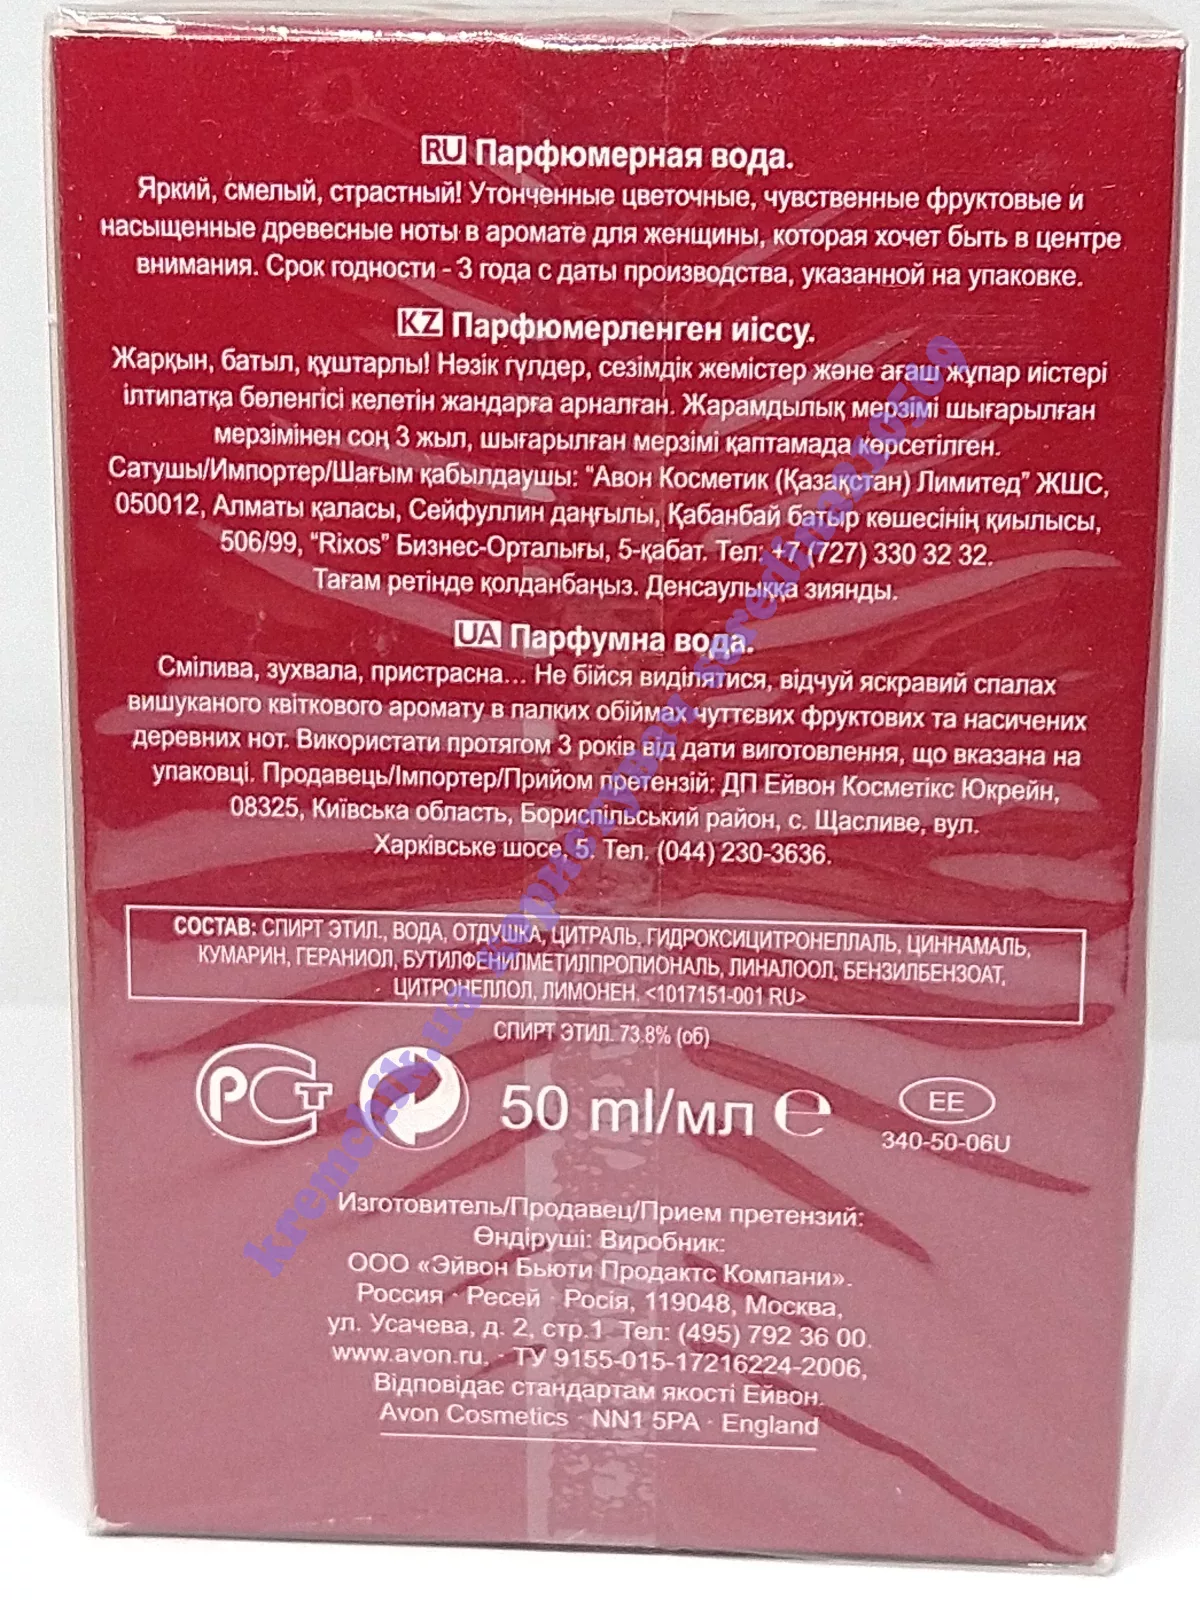 RU Парфюмерная вода.
Яркий, смелый, страстный! Утонченные цветочные, чувственные фруктовые и
насыщенные древесные ноты в аромате для женщины, которая хочет быть в центре
внимания. Срок годности - 3 года с даты производства, указанной на упаковке.
KZ Парфюмерленген иіссу.
Жарқын, батыл, құштарлы! Нәзік гүлдер, сезімдік жемістер және ағаш жұпар иістері
ілтипатқа бөленгісі келетін жандарға арналған. Жарамдылық мерзімі шығарылған
мерзімінен соң 3 жыл, шығарылған мерзімі қаптамада көрсетілген.
Сатушы/Импортер/Шағым қабылдаушы: “Авон Косметик (Қазақстан) Лимитед” ЖШС,
050012, Алматы қаласы, Сейфуллин даңғылы, Қабанбай батыр көшесінің қиылысы,
506/99, “Rixos” Бизнес-Орталығы, 5-қабат. Тел: +7 (727) 330 32 32.
Тағам ретінде қолданбаңыз. Денсаулыққа зиянды.
UA Парфумна вода.
Смілива, зухвала, пристрасна... Не бійся виділятися, відчуй яскравий спалах
вишуканого квіткового аромату в палких обіймах чуттєвих фруктових та насичених
деревних нот. Використати протягом 3 років від дати виготовлення, що вказана на
упаковці. Продавець/Імпортер/Прийом претензій: ДП Ейвон Косметікс Юкрейн,
08325, Київська область, Бориспільський район, с. Щасливе, вул.
Харківське шосе, 5. Тел. (044) 230-3636.
СОСТАВ: СПИРТ ЭТИЛ., ВОДА, ОТДУШКА, ЦИТРАЛЬ, ГИДРОКСИЦИТРОНЕЛЛАЛЬ, ЦИННАМАЛЬ,
КУМАРИН, ГЕРАНИОЛ, БУТИЛФЕНИЛМЕТИЛПРОПИОНАЛЬ, ЛИНАЛООЛ, БЕНЗИЛБЕНЗОАТ,
ЦИТРОНЕЛЛОЛ, ЛИМОНЕН. <1017151-001 RU>
СПИРТ ЭТИЛ. 73.8% (об)
РСТ 50 ml/мл e EE
340-50-06U
Изготовитель/Продавец/Прием претензий:
Өндіруші: Виробник:
ООО «Эйвон Бьюти Продактс Компани».
Россия · Ресей · Росія, 119048, Москва,
ул. Усачева, д. 2, стр.1 Тел: (495) 792 36 00.
www.avon.ru. · ТУ 9155-015-17216224-2006,
Відповідає стандартам якості Ейвон.
Avon Cosmetics · NN1 5PA · England
kremchik.ua користувач seredina10509